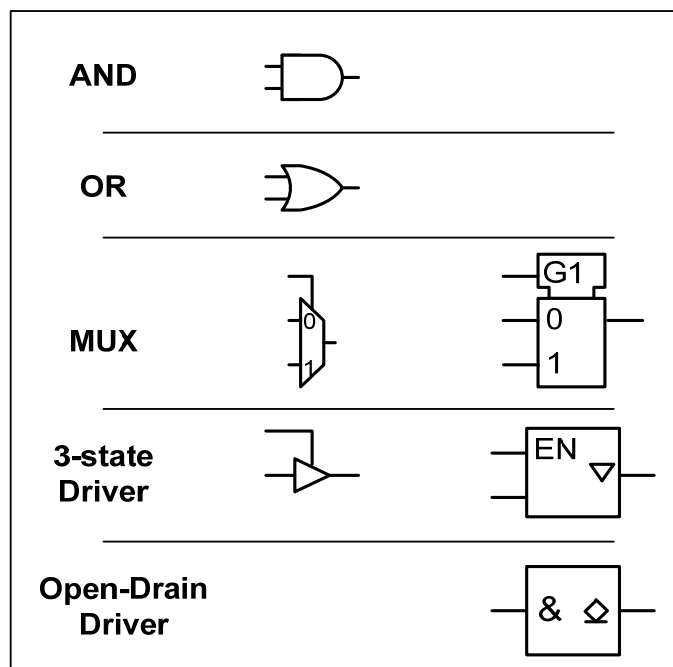 AND
OR
MUX
0
1
G1
0
1
3-state
Driver
EN
Open-Drain
Driver
&